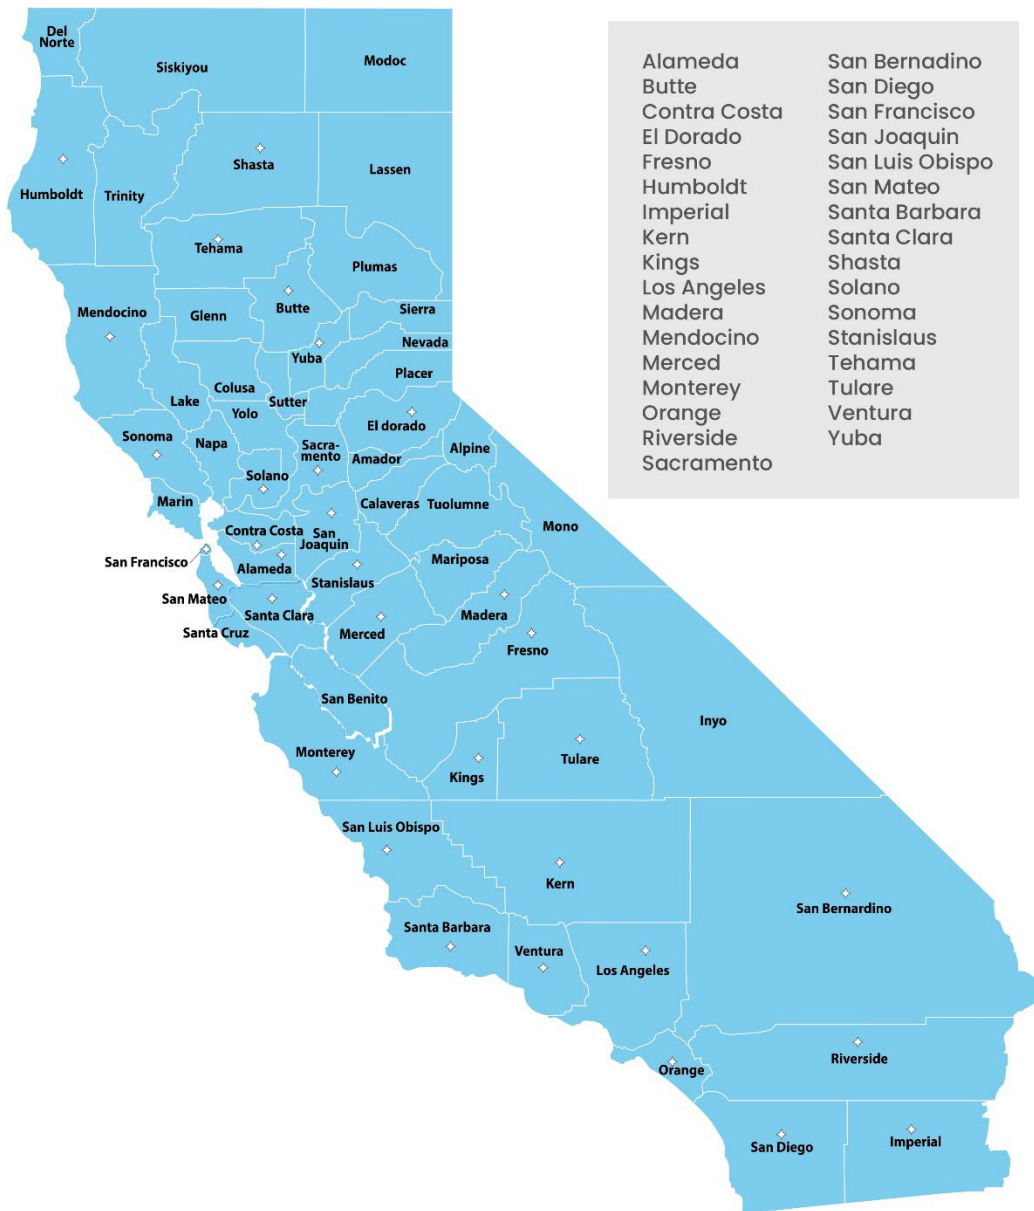 Del
Norte
Siskiyou
Modoc
Shasta
Lassen
Humboldt
Trinity
Tehama
Plumas
Mendocino
Glenn
Butte
Sierra
Nevada
Yuba
Placer
Colusa
Lake
Sutter
Yolo
El dorado
Sonoma
Napa
Sacra-
mento
Alpine
Amador
Solano
Marin
Calaveras
Tuolumne
Contra Costa
San
Joaquin
Mono
San Francisco
Alameda
Mariposa
Stanislaus
San Mateo
Santa Clara
Madera
Santa Cruz
Merced
Fresno
San Benito
Inyo
Monterey
Kings
Tulare
San Luis Obispo
Kern
San Bernardino
Santa Barbara
Ventura
Los Angeles
Riverside
Orange
San Diego
Imperial
Alameda
Butte
Contra Costa
El Dorado
Fresno
Humboldt
Imperial
Kern
Kings
Los Angeles
Madera
Mendocino
Merced
Monterey
Orange
Riverside
Sacramento
San Bernadino
San Diego
San Francisco
San Joaquin
San Luis Obispo
San Mateo
Santa Barbara
Santa Clara
Shasta
Solano
Sonoma
Stanislaus
Tehama
Tulare
Ventura
Yuba